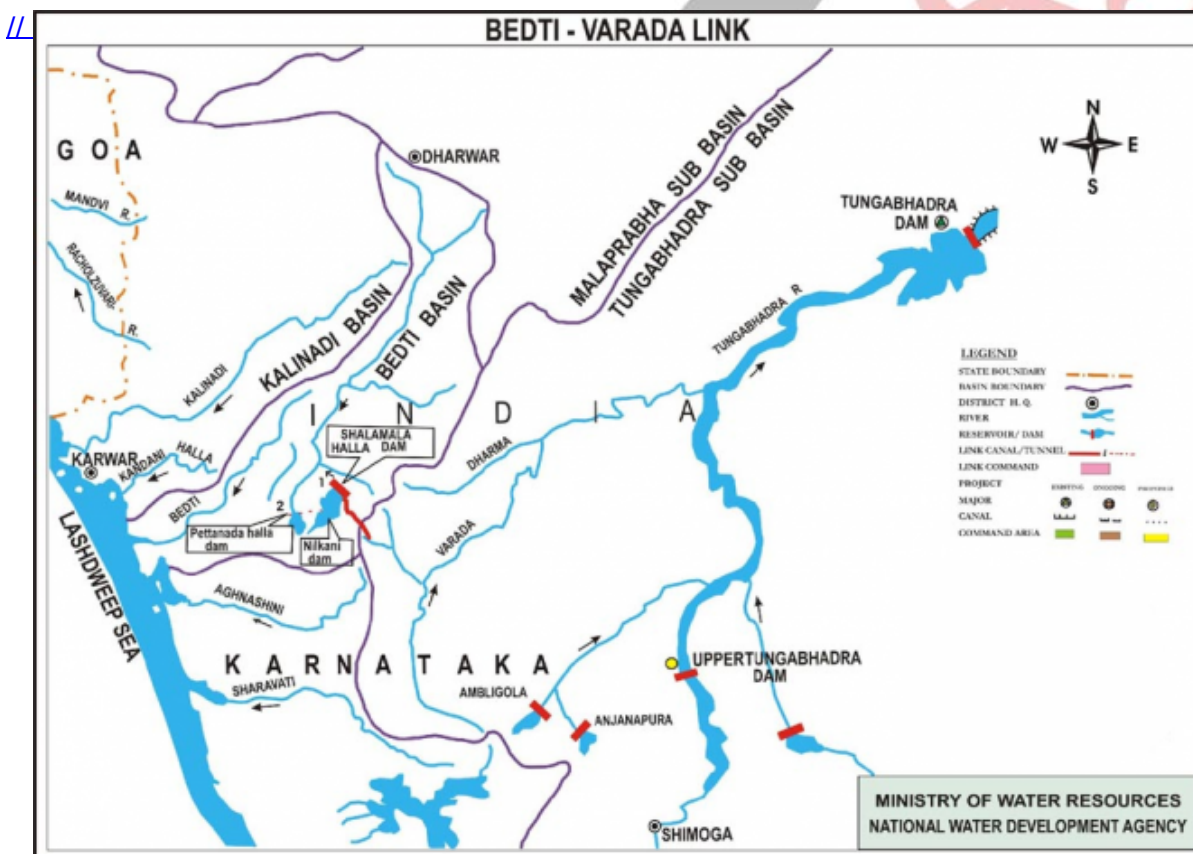 //
BEDTI - VARADA LINK
N
W E
S
GOA
DHARWAR
MANDVI R.
RACHOLZUVARI-
R.
MALAPRABHA SUB BASIN
TUNGABHADRA SUB BASIN
TUNGABHADRA
DAM
KALINADI BASIN
BEDTI BASIN
KALINADI
TUNGABHADRA R
INDIA
SHALAMALA
HALLA DAM
DHARMA
KARWAR
KANDANI HALLA
BEDTI
1
2
Pettanada halla
dam
Nilkani
dam
VARADA
LASHDWEEP SEA
AGHNASHINI
KARNATAKA
SHARAVATI
AMBLIGOLA
ANJANAPURA
UPPERTUNGABHADRA
DAM
SHIMOGA
LEGEND
STATE BOUNDARY
BASIN BOUNDARY
DISTRICT H. Q.
RIVER
RESERVOIR/ DAM
LINK CANAL/TUNNEL
LINK COMMAND
PROJECT EXISTING ONGOING
MAJOR
CANAL
COMMAND AREA
MINISTRY OF WATER RESOURCES
NATIONAL WATER DEVELOPMENT AGENCY